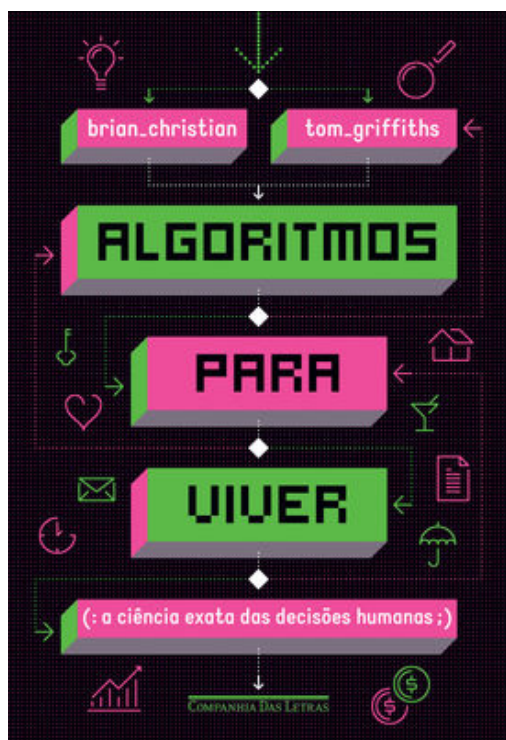 brian_christian
tom_griffiths
ALGORITMOS
PARA
VIVER
(: a ciência exata das decisões humanas ;)
COMPANHIA DAS LETRAS
$
$